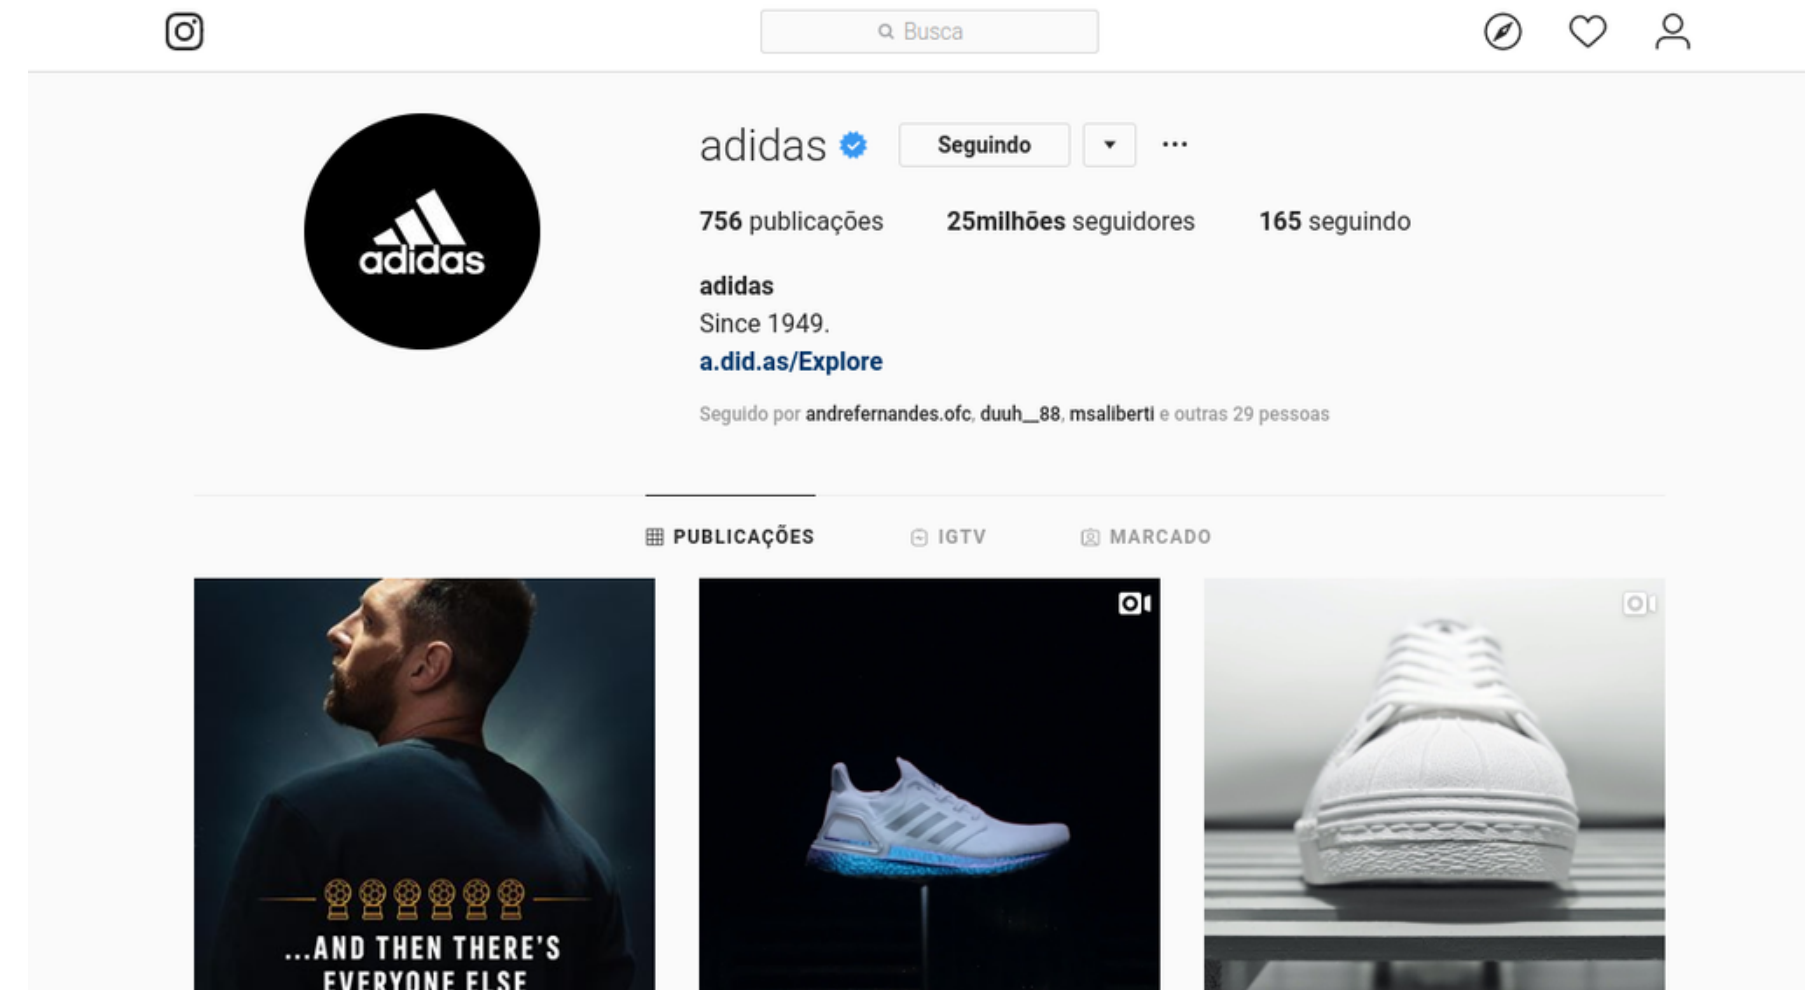 Busca
adidas Seguindo
756 publicações 25milhões seguidores 165 seguindo
adidas
adidas
Since 1949.
a.did.as/Explore
Seguido por andrefernandes.ofc, duuh__88, msaliberti e outras 29 pessoas
PUBLICAÇÕES IGTV MARCADO
...AND THEN THERE'S
EVERYONE ELSE